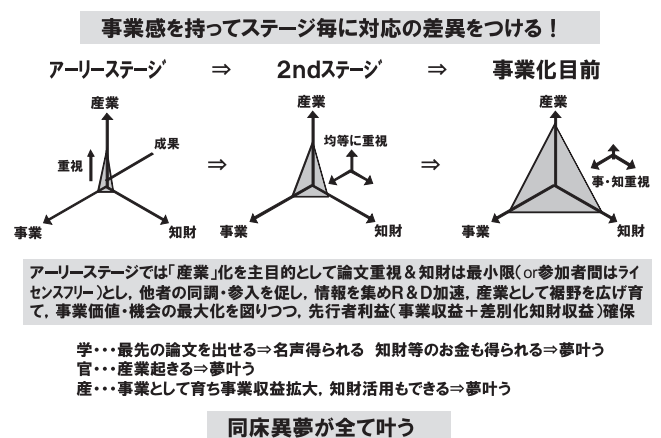 事業感を持ってステージ毎に対応の差異をつける！
アーリーステージ ⇒ 2ndステージ ⇒ 事業化目前
産業 産業 産業
成果
重視
均等に重視
事・知重視
⇒ ⇒
事業 知財 事業 知財 事業 知財
アーリーステージでは「産業」化を主目的として論文重視＆知財は最小限（or参加者間はライ
センスフリー）とし，他者の同調・参入を促し，情報を集めR＆D加速，産業として裾野を広げ育
て，事業価値・機会の最大化を図りつつ，先行者利益（事業収益＋差別化知財収益）確保
学・・・最先の論文を出せる⇒名声得られる 知財等のお金も得られる⇒夢叶う
官・・・産業起きる⇒夢叶う
産・・・事業として育ち事業収益拡大，知財活用もできる⇒夢叶う
同床異夢が全て叶う